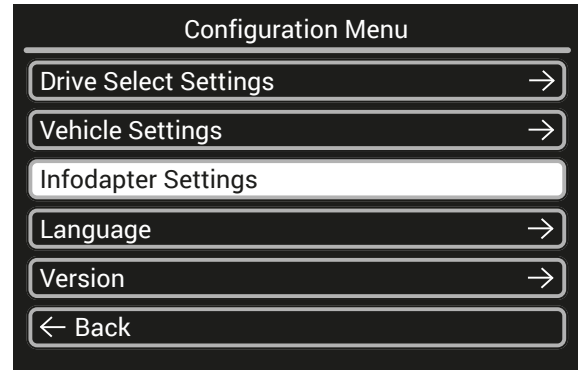 Configuration Menu
Drive Select Settings →
Vehicle Settings →
Infodapter Settings
Language →
Version →
← Back